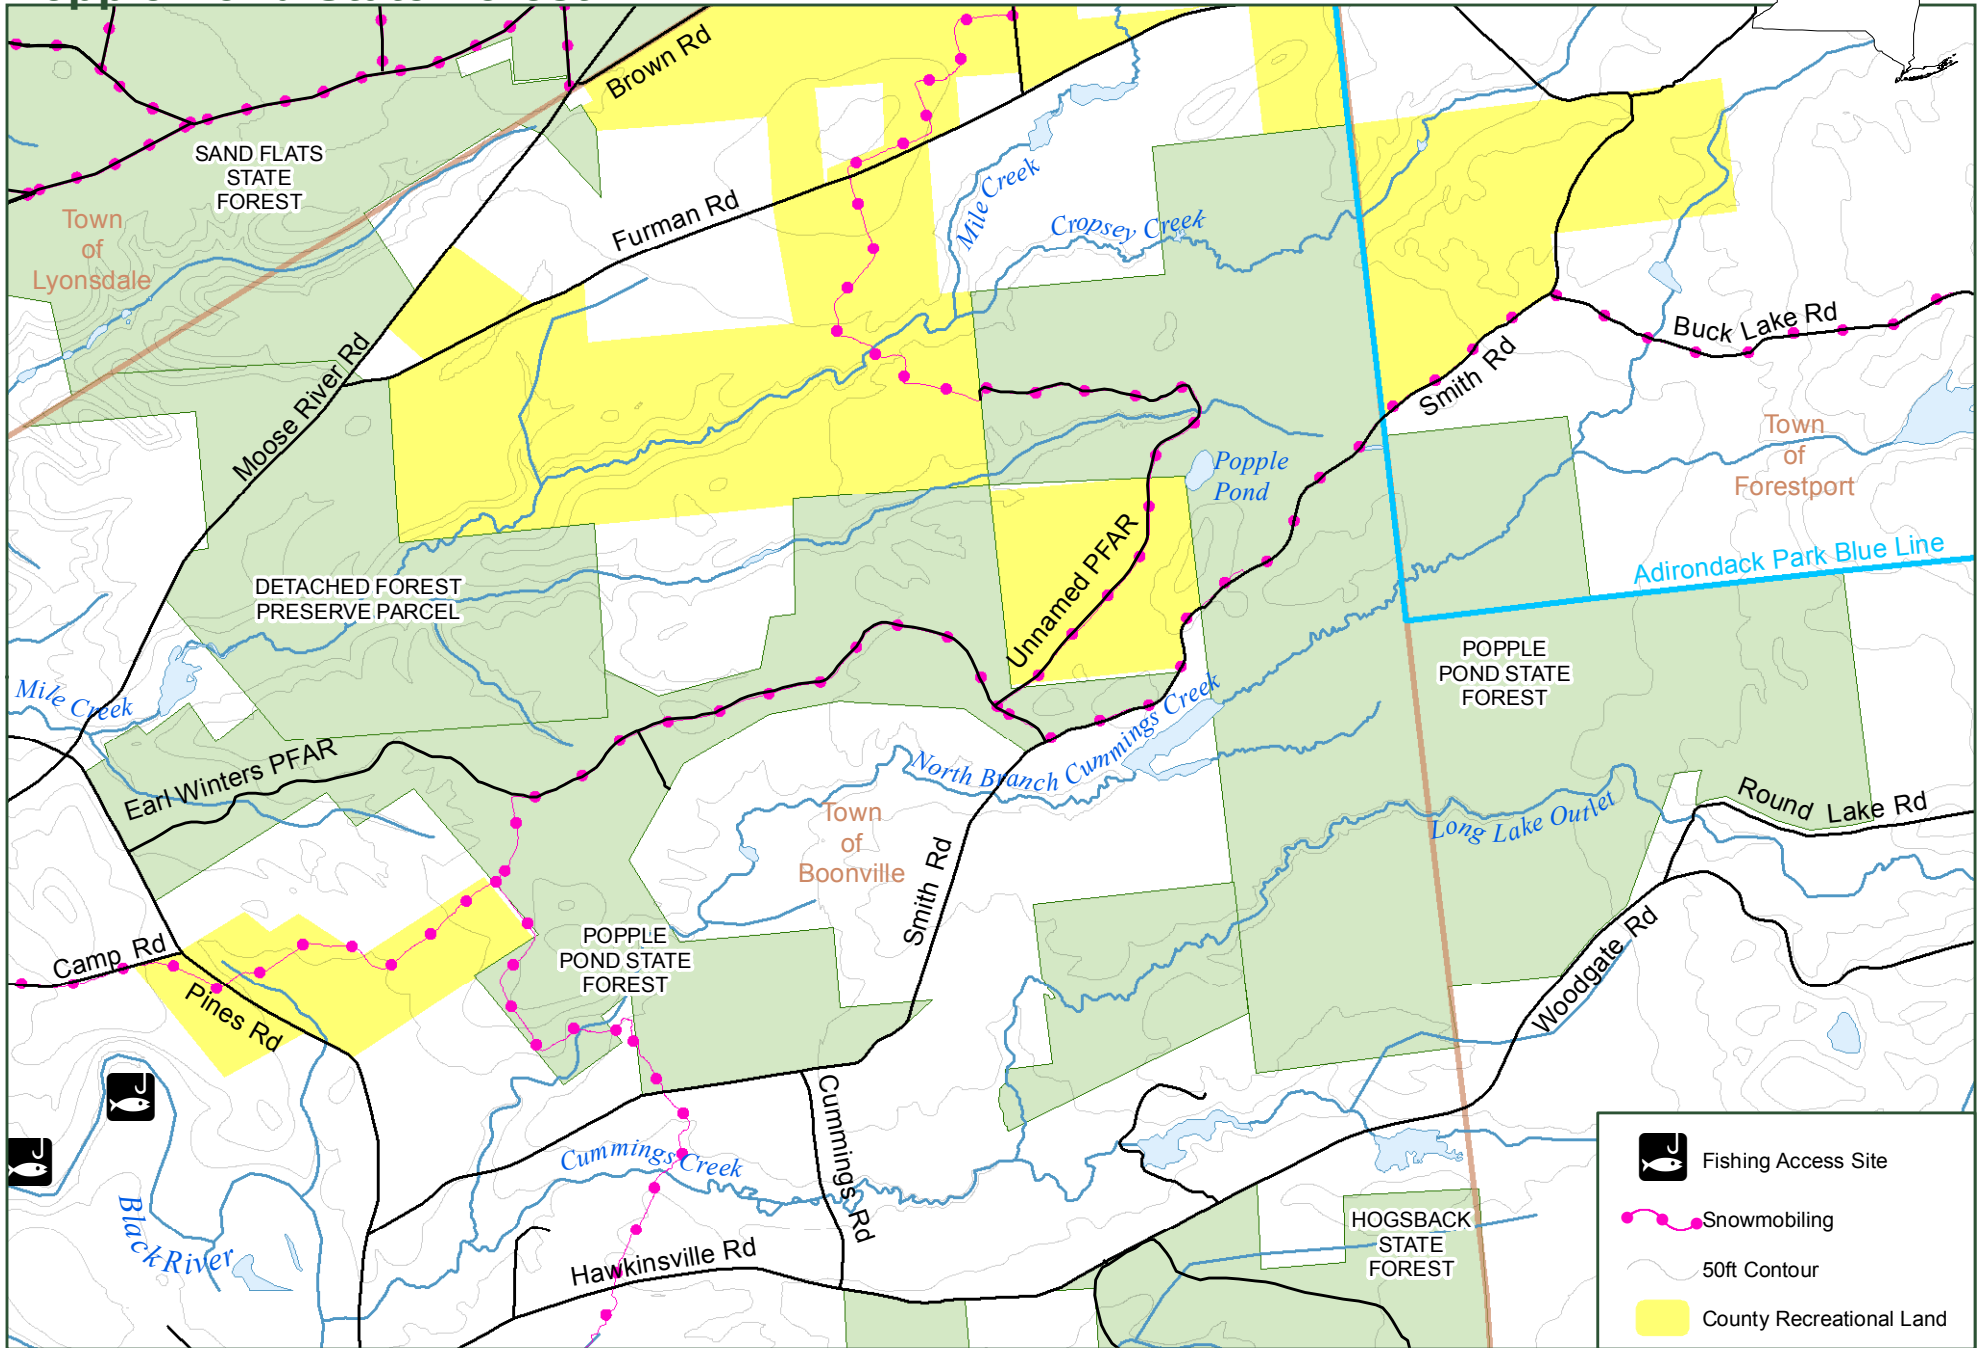 Popple Pond State Forest
Brown Rd
SAND FLATS
STATE
FOREST
Town
of
Lyonsdale
Furman Rd
Mile Creek
Cropsey Creek
Moose River Rd
Buck Lake Rd
Smith Rd
Town
of
Forestport
Popple
Pond
Unnamed PFAR
Adirondack Park Blue Line
DETACHED FOREST
PRESERVE PARCEL
POPPLE
POND STATE
FOREST
Mile Creek
Earl Winters PFAR
North Branch Cummings Creek
Town
of
Boonville
Smith Rd
Long Lake Outlet
Round Lake Rd
Camp Rd
Pines Rd
POPPLE
POND STATE
FOREST
Woodgate Rd
Cummings Rd
Cummings Creek
Black River
Hawkinsville Rd
HOGSBACK
STATE
FOREST
Fishing Access Site
Snowmobiling
50ft Contour
County Recreational Land